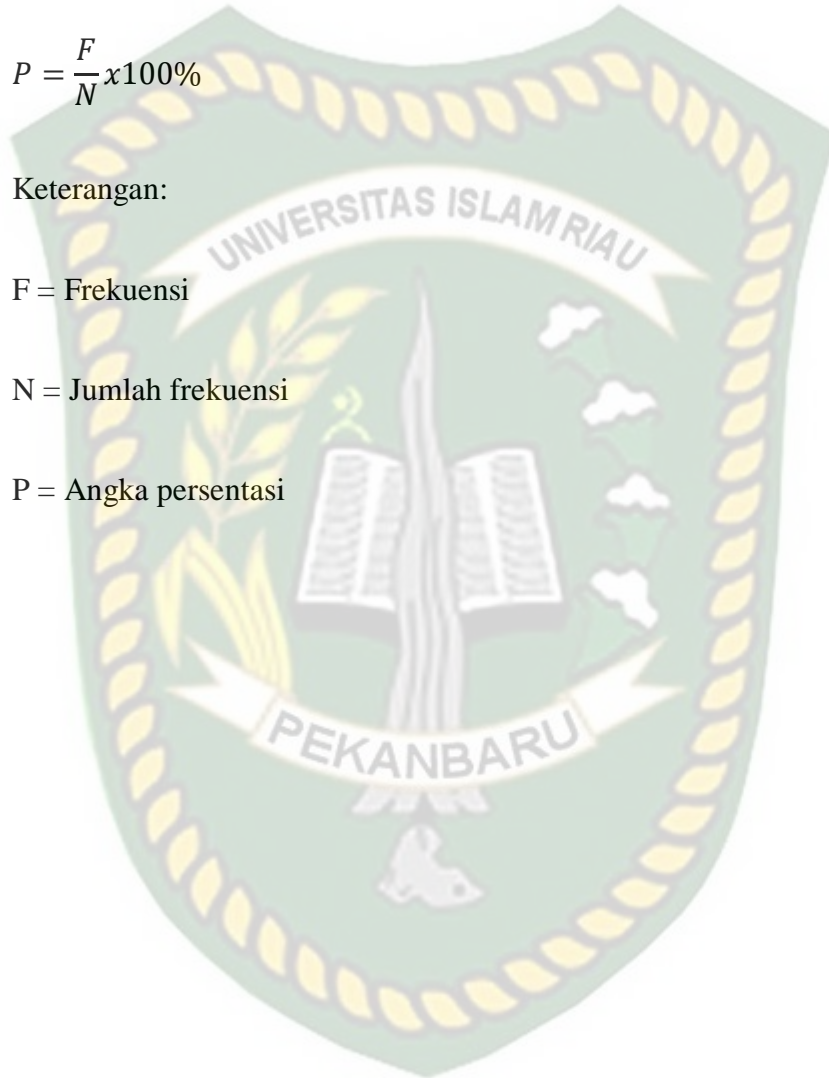 P = F/N x100%
Keterangan:
UNIVERSITAS ISLAM RIAU
F = Frekuensi
N = Jumlah frekuensi
P = Angka persentasi
PEKANBARU